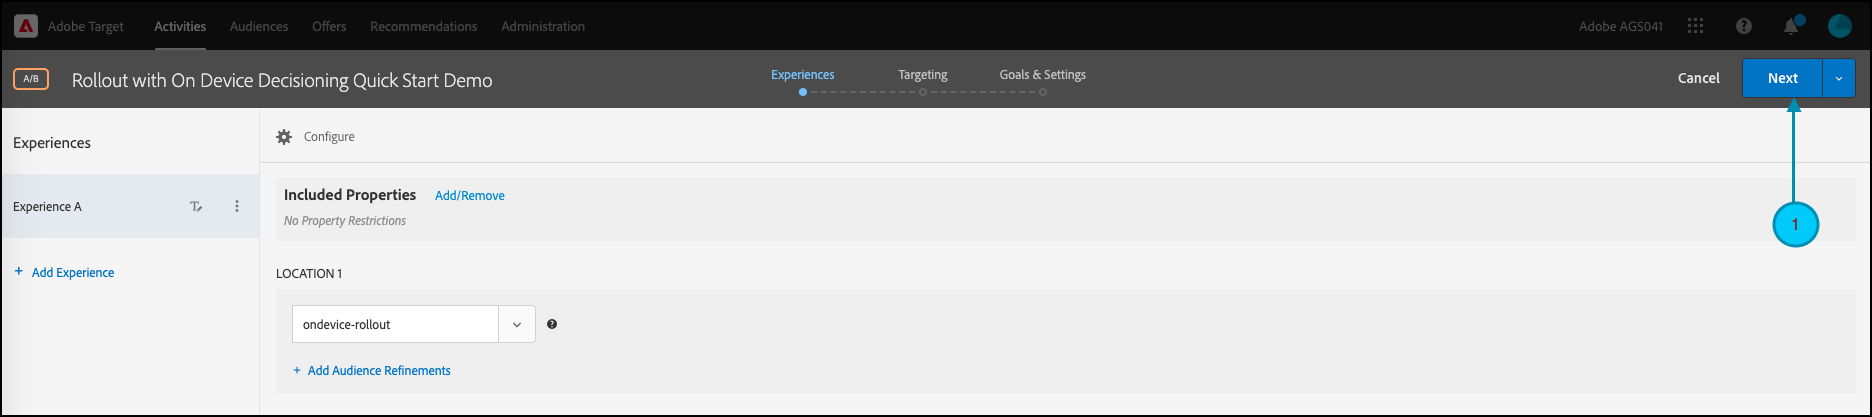 Adobe Target Activities Audiences Offers Recommendations Administration Adobe AGS041
A/B Rollout with On Device Decisioning Quick Start Demo Experiences Targeting Goals & Settings Cancel Next
Experiences
Configure
Included Properties Add/Remove
Experience A
No Property Restrictions
1
+ Add Experience
LOCATION 1
ondevice-rollout
+ Add Audience Refinements